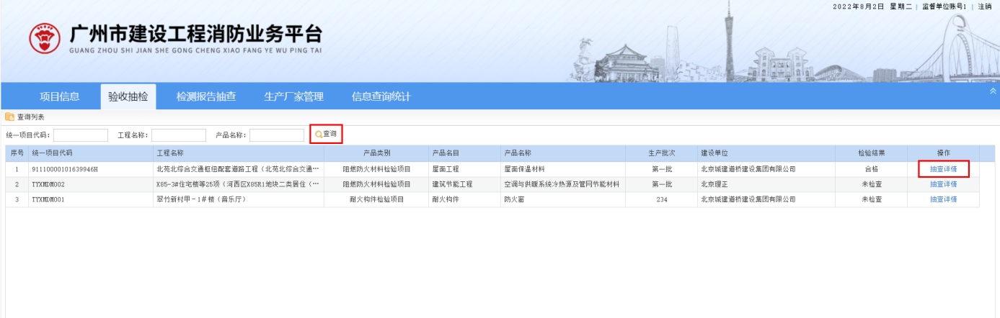 2022年8月2日 星期二 | 监督单位账号1 | 注销
广州市建设工程消防业务平台
GUANG ZHOU SHI JIAN SHE GONG CHENG XIAO FANG YE WU PING TAI
项目信息 验收抽检 检测报告抽查 生产厂家管理 信息查询统计
查询列表
统一项目代码: 工程名称: 产品名称: 查询
序号 统一项目代码 工程名称 产品类别 产品名目 产品名称 生产批次 建设单位 检验结果 操作
1 91110000101639946H 北苑北综合交通枢纽配套道路工程（北苑北综合交通… 阻燃防火材料检验项目 屋面工程 屋面保温材料 第一批 北京城建道桥建设集团有限公司 合格 抽查详情
2 TYXMDM002 X85-3#住宅楼等25项（河西区X85R1地块二类居住（… 阻燃防火材料检验项目 建筑节能工程 空调与供暖系统冷热源及管网节能材料 第一批 北京理正 未检查 抽查详情
3 TYXMDM001 翠竹新村甲－1#楼（音乐厅） 耐火构件检验项目 耐火构件 防火窗 234 北京城建道桥建设集团有限公司 未检查 抽查详情